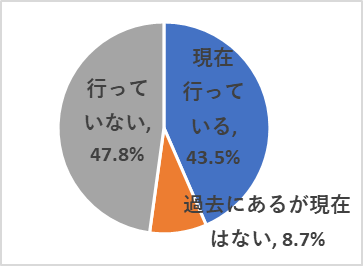 現在
行って
いる,
43.5%
過去にあるが現在
はない, 8.7%
行って
いない,
47.8%